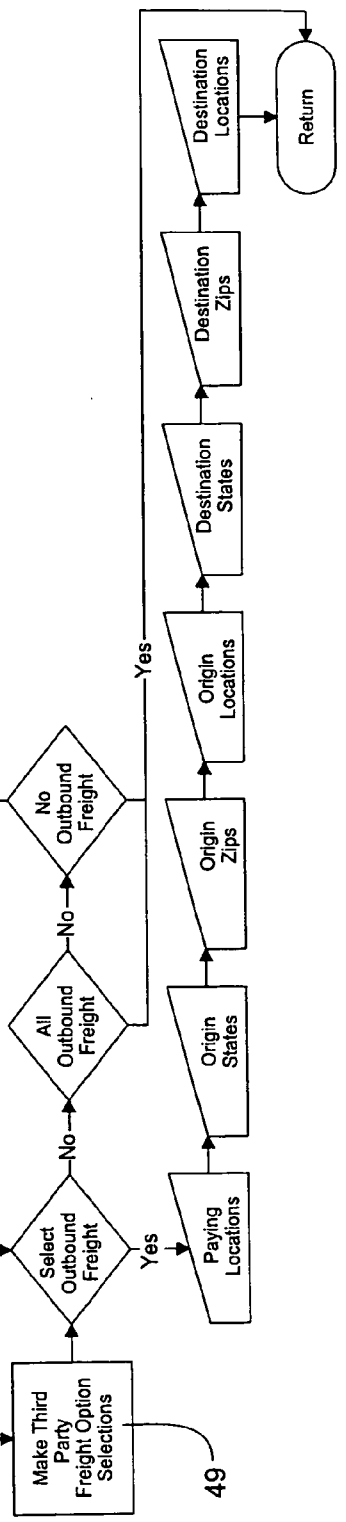 Make Third
Party
Freight Option
Selections
49
Select
Outbound
Freight
No
All
Outbound
Freight
No
No
Outbound
Freight
Yes
Yes
Paying
Locations
Origin
States
Origin
Zips
Origin
Locations
Destination
States
Destination
Zips
Destination
Locations
Return